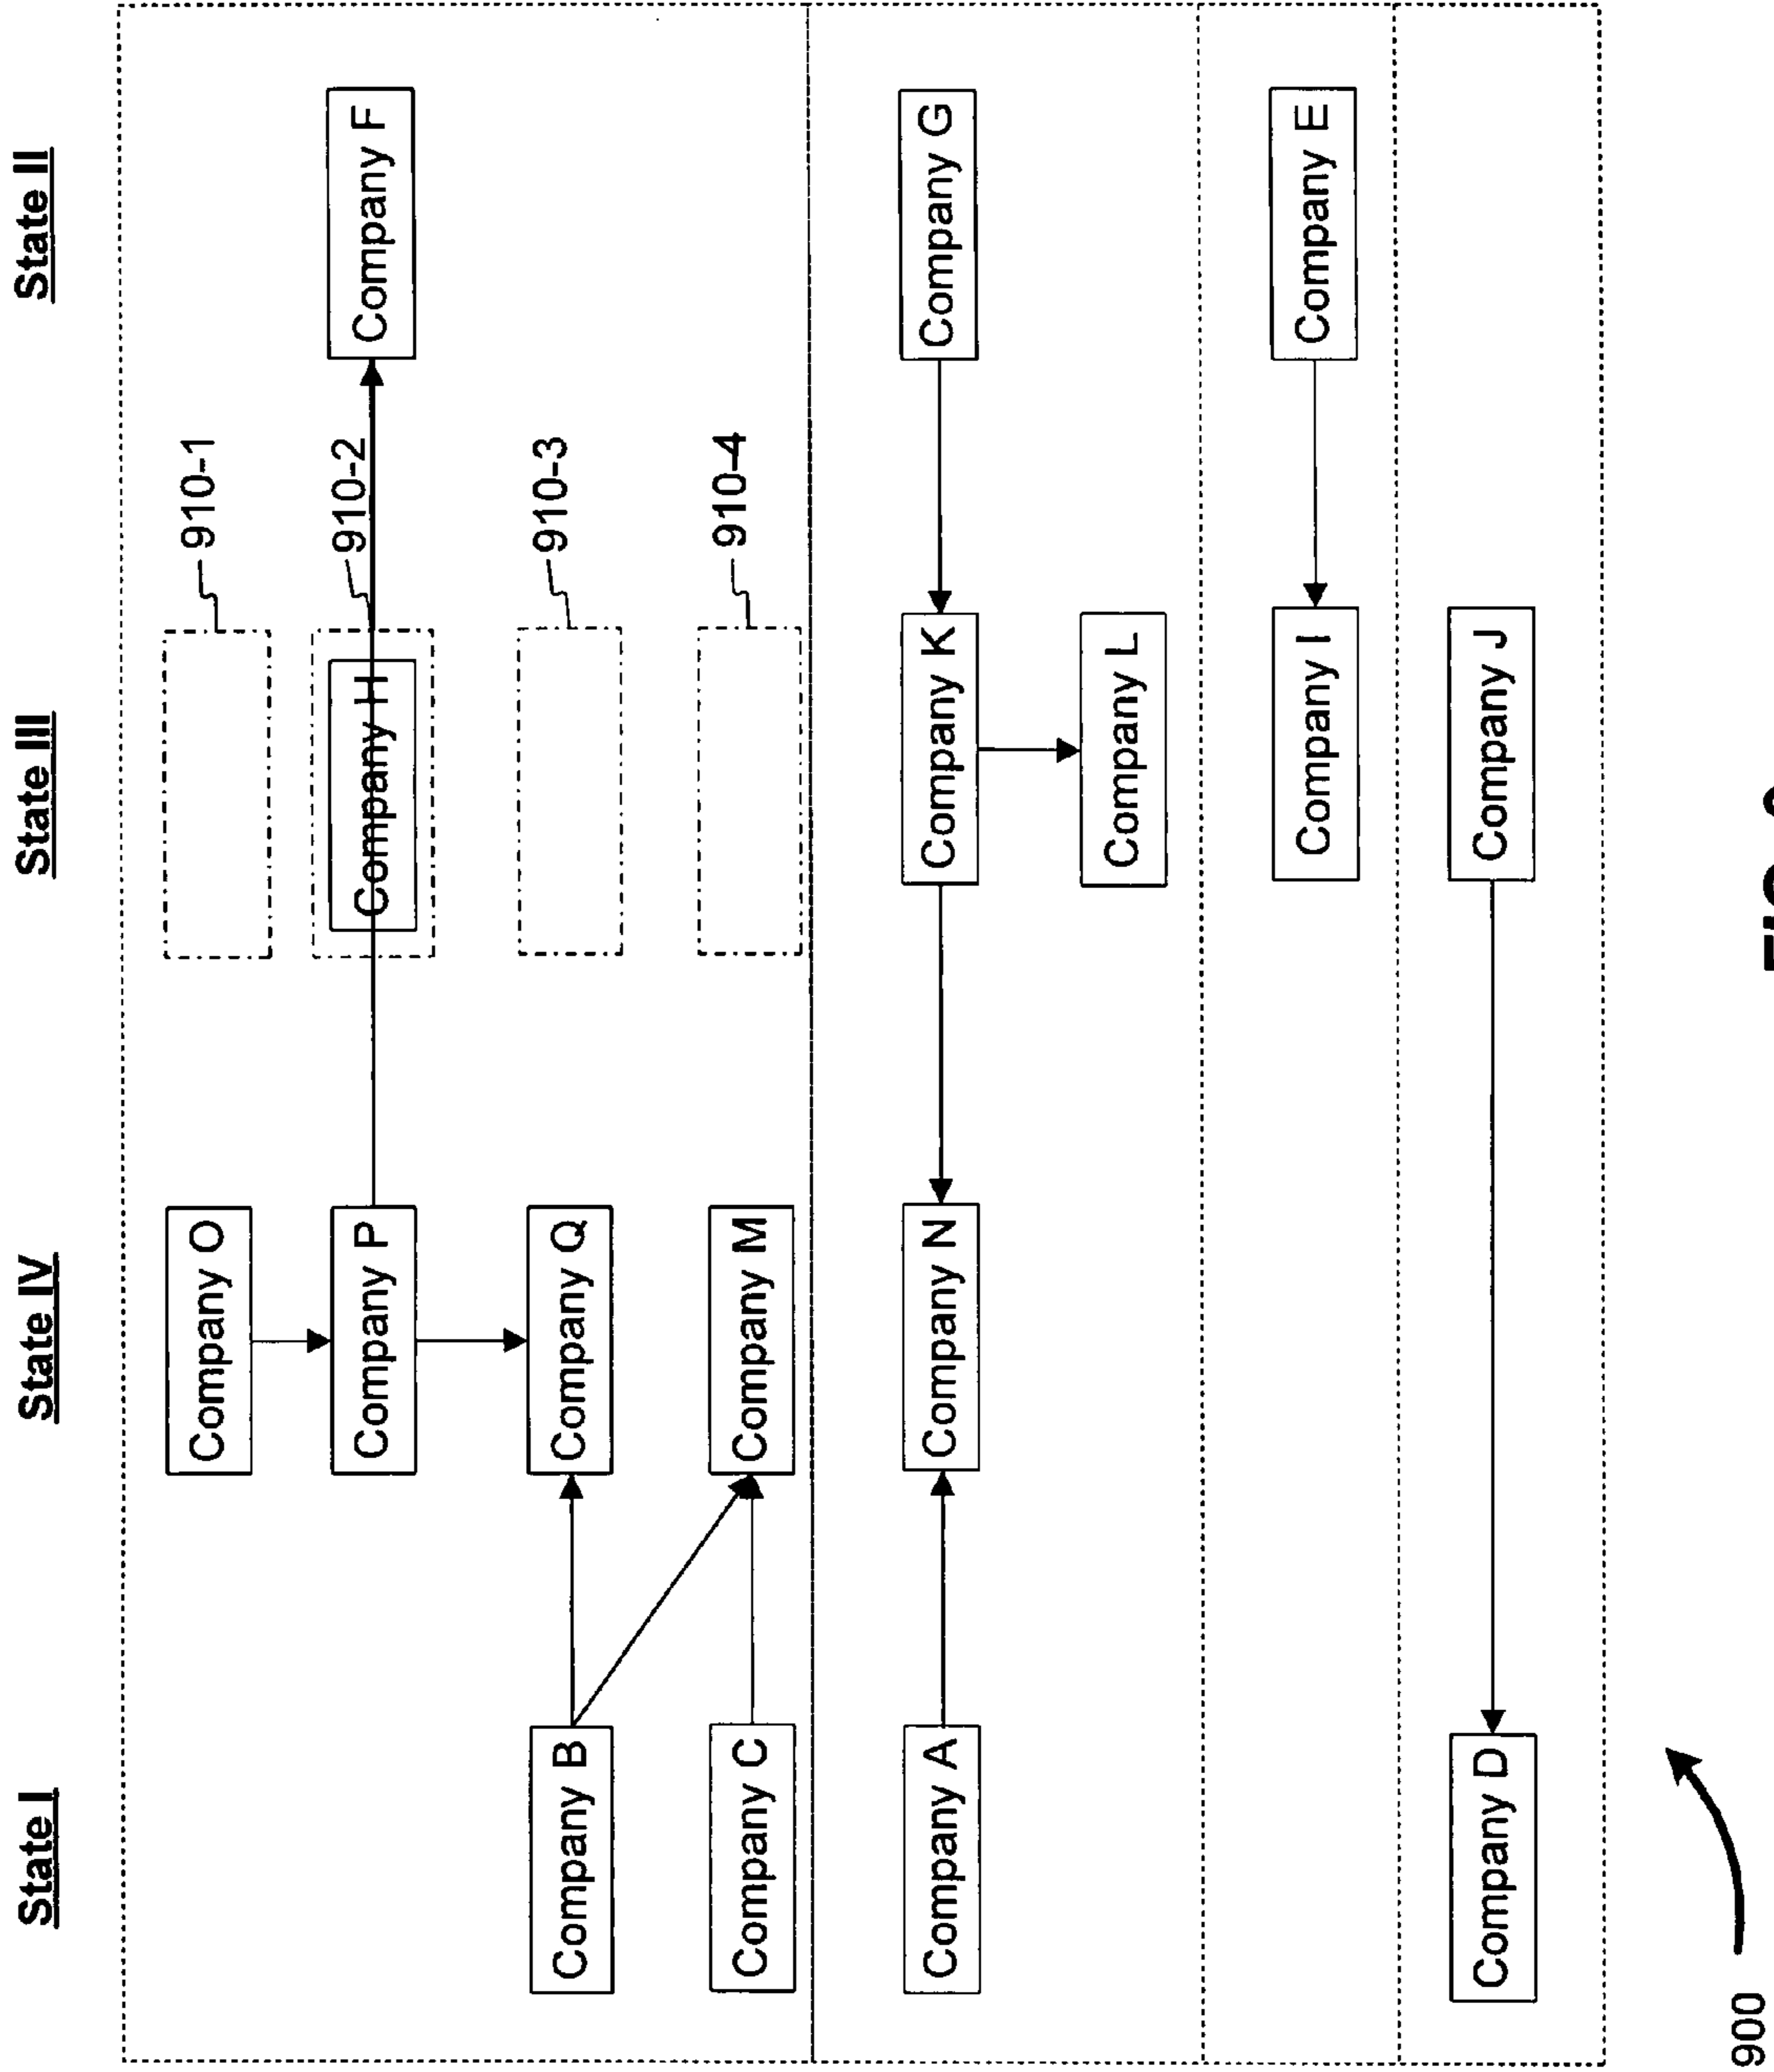 State I
State IV
State III
State II
Company O
910-1
Company P
Company H
910-2
Company F
Company B
Company Q
910-3
Company C
Company M
910-4
Company A
Company N
Company K
Company G
Company L
Company I
Company E
Company D
Company J
900